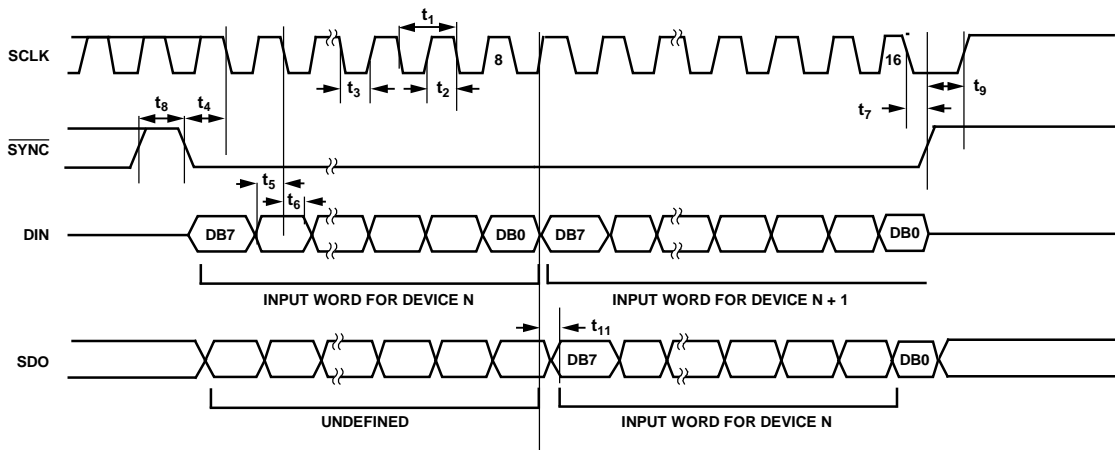 t1
SCLK
8
16
t3
t2
t9
t8
t4
t7
SYNC
t5
t6
DIN
DB7
DB0
DB7
DB0
INPUT WORD FOR DEVICE N
INPUT WORD FOR DEVICE N + 1
t11
SDO
DB7
DB0
UNDEFINED
INPUT WORD FOR DEVICE N